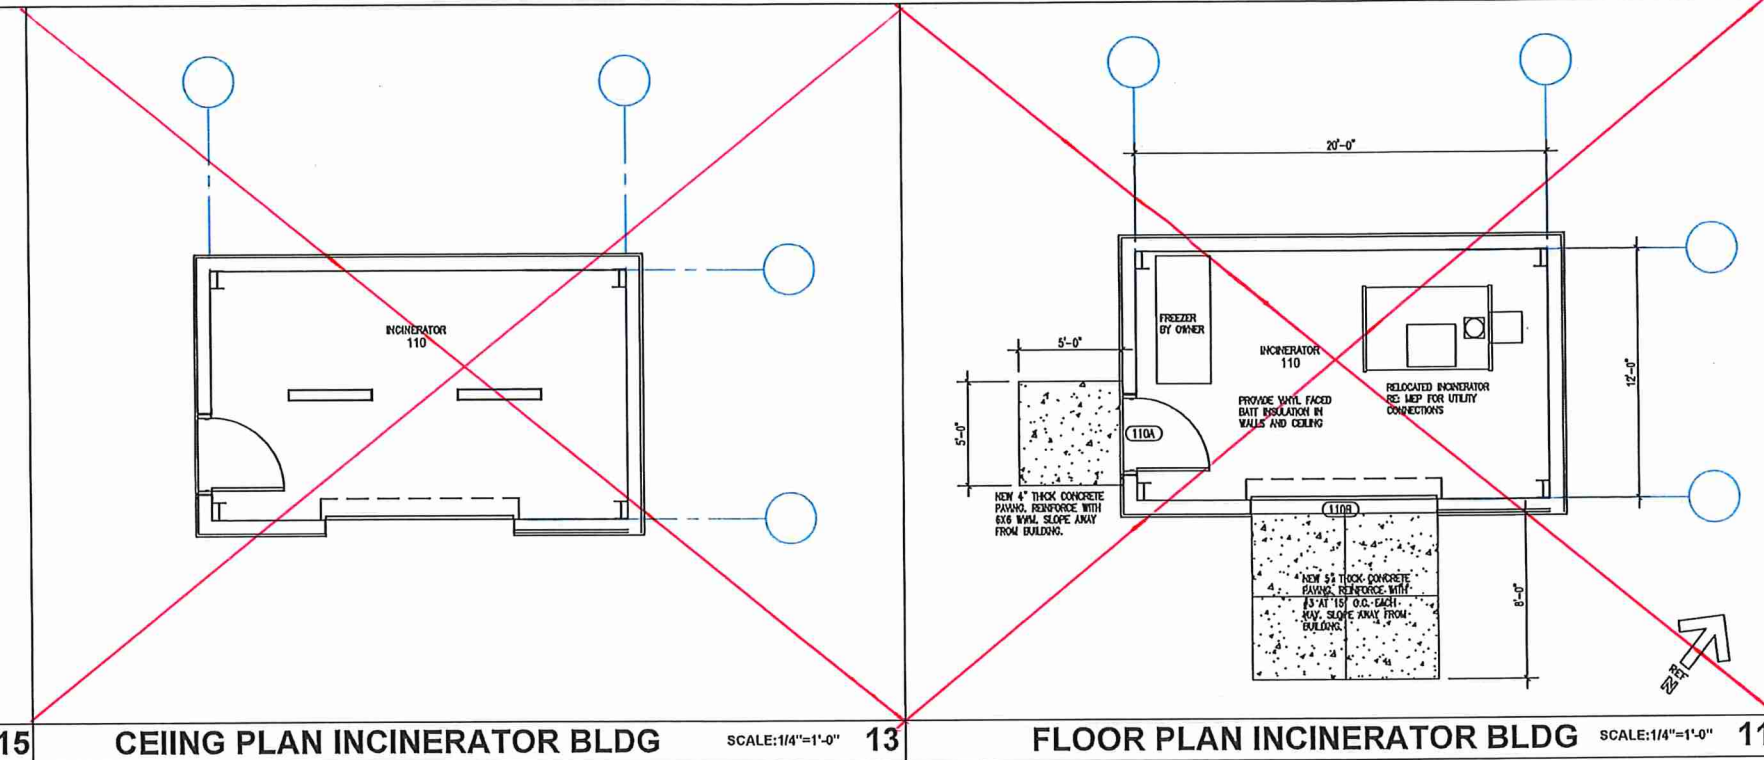 INCINERATOR
110
15
CEIING PLAN INCINERATOR BLDG
SCALE:1/4"=1'-0"
13
20'-0"
FREEZER
BY OWNER
INCINERATOR
110
PROVIDE VINYL FACED
BATT INSULATION IN
WALLS AND CEILING
RELOCATED INCINERATOR
RE: MEP FOR UTILITY
CONNECTIONS
12'-0"
5'-0"
5'-0"
110A
NEW 4" THICK CONCRETE
PAVING, REINFORCE WITH
6X6 WWM. SLOPE AWAY
FROM BUILDING.
110B
NEW 5" THICK CONCRETE
PAVING, REINFORCE WITH
#3 AT 15" O.C. EACH
WAY. SLOPE AWAY FROM
BUILDING.
8'-0"
REF
N
FLOOR PLAN INCINERATOR BLDG
SCALE:1/4"=1'-0"
11